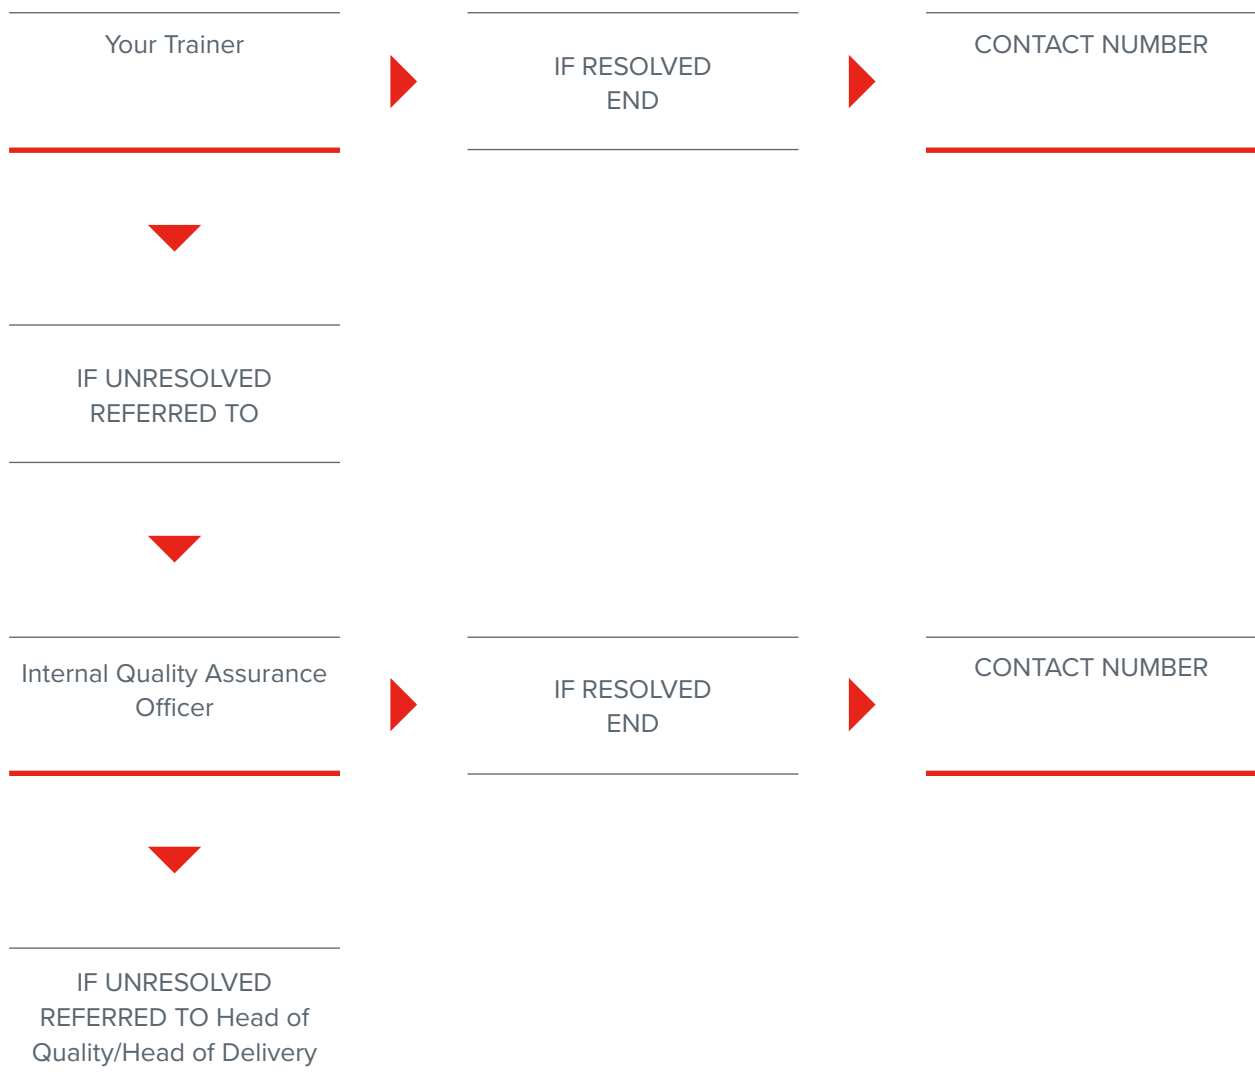 Your Trainer
IF RESOLVED
END
CONTACT NUMBER
IF UNRESOLVED
REFERRED TO
Internal Quality Assurance
Officer
IF RESOLVED
END
CONTACT NUMBER
IF UNRESOLVED
REFERRED TO Head of
Quality/Head of Delivery